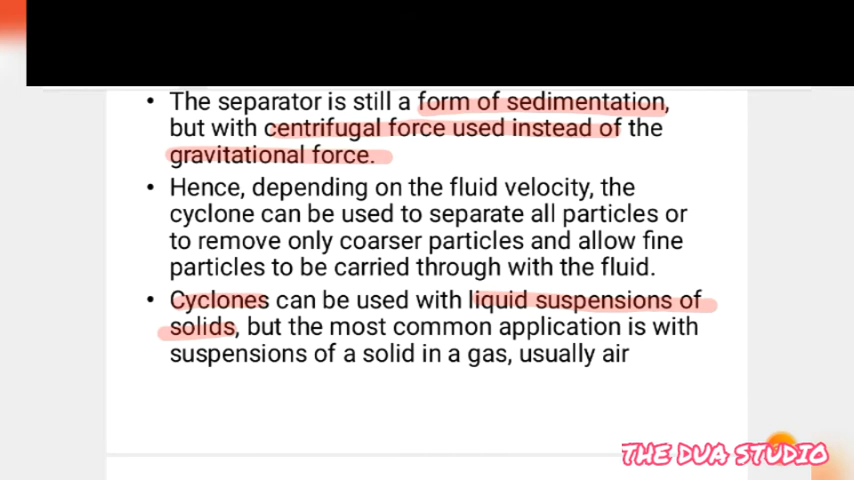 • The separator is still a form of sedimentation,
but with centrifugal force used instead of the
gravitational force.
• Hence, depending on the fluid velocity, the
cyclone can be used to separate all particles or
to remove only coarser particles and allow fine
particles to be carried through with the fluid.
• Cyclones can be used with liquid suspensions of
solids, but the most common application is with
suspensions of a solid in a gas, usually air
THE DUA STUDIO